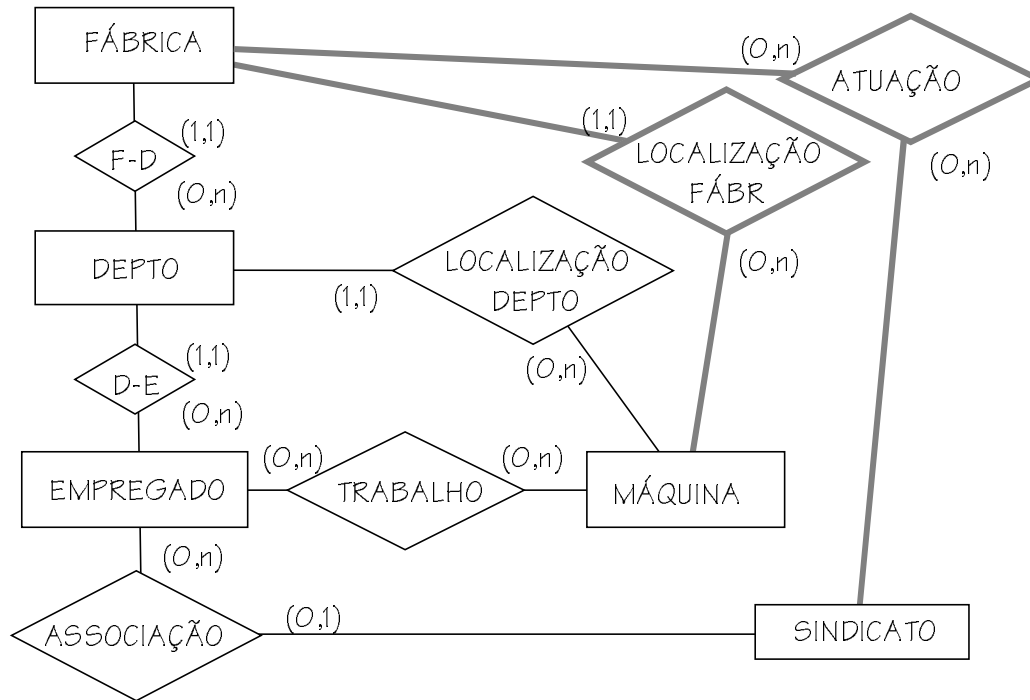 FÁBRICA
(0,n)
ATUAÇÃO
(1,1)
(1,1)
F-D
LOCALIZAÇÃO
FÁBR
(0,n)
(0,n)
DEPTO
LOCALIZAÇÃO
DEPTO
(0,n)
(1,1)
(1,1)
D-E
(0,n)
(0,n)
(0,n)
(0,n)
EMPREGADO
TRABALHO
MÁQUINA
(0,n)
ASSOCIAÇÃO
(0,1)
SINDICATO